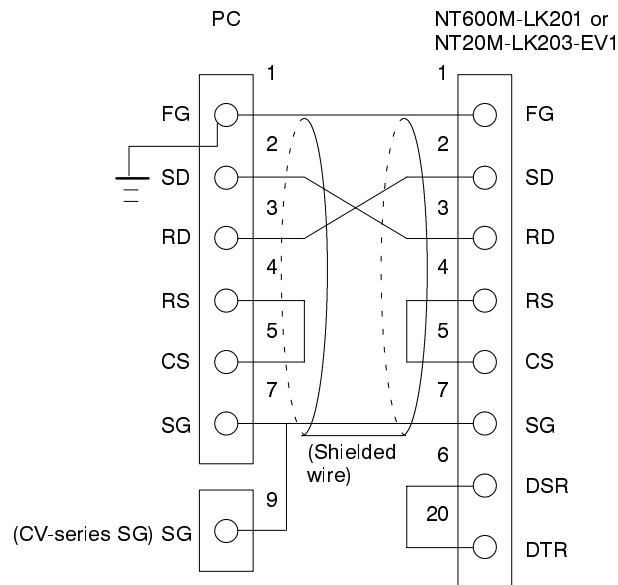 PC
NT600M-LK201 or
NT20M-LK203-EV1
1
1
FG
FG
2
2
SD
SD
3
3
RD
RD
4
4
RS
RS
5
5
CS
CS
7
7
SG
SG
(Shielded
wire)
6
DSR
9
20
(CV-series SG) SG
DTR